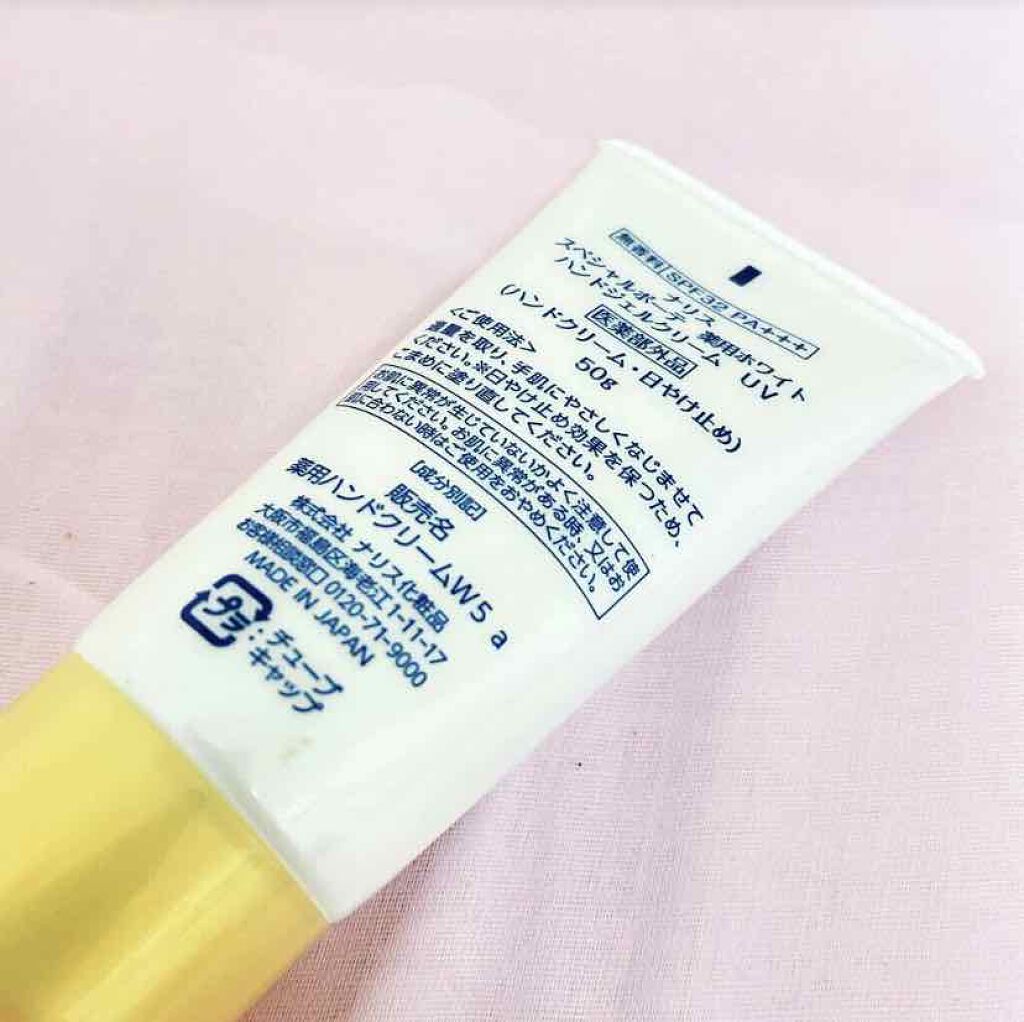 無香料 SPF32 PA+++
ナリス
スペシャルボーテ 薬用ホワイト
ハンドジェルクリーム UV
医薬部外品
(ハンドクリーム・日やけ止め)
50g
<ご使用法>
適量を取り、手肌にやさしくなじませて
ください。※日やけ止め効果を保つため、
こまめに塗り直してください。
お肌に異常が生じていないかよく注意して使
用してください。お肌に異常がある時、又はお
肌に合わない時はご使用をおやめください。
[成分別記]
販売名
薬用ハンドクリームW5a
株式会社 ナリス化粧品
大阪市福島区海老江1-11-17
お客様相談窓口 0120-71-9000
MADE IN JAPAN
プラ:チューブ
キャップ